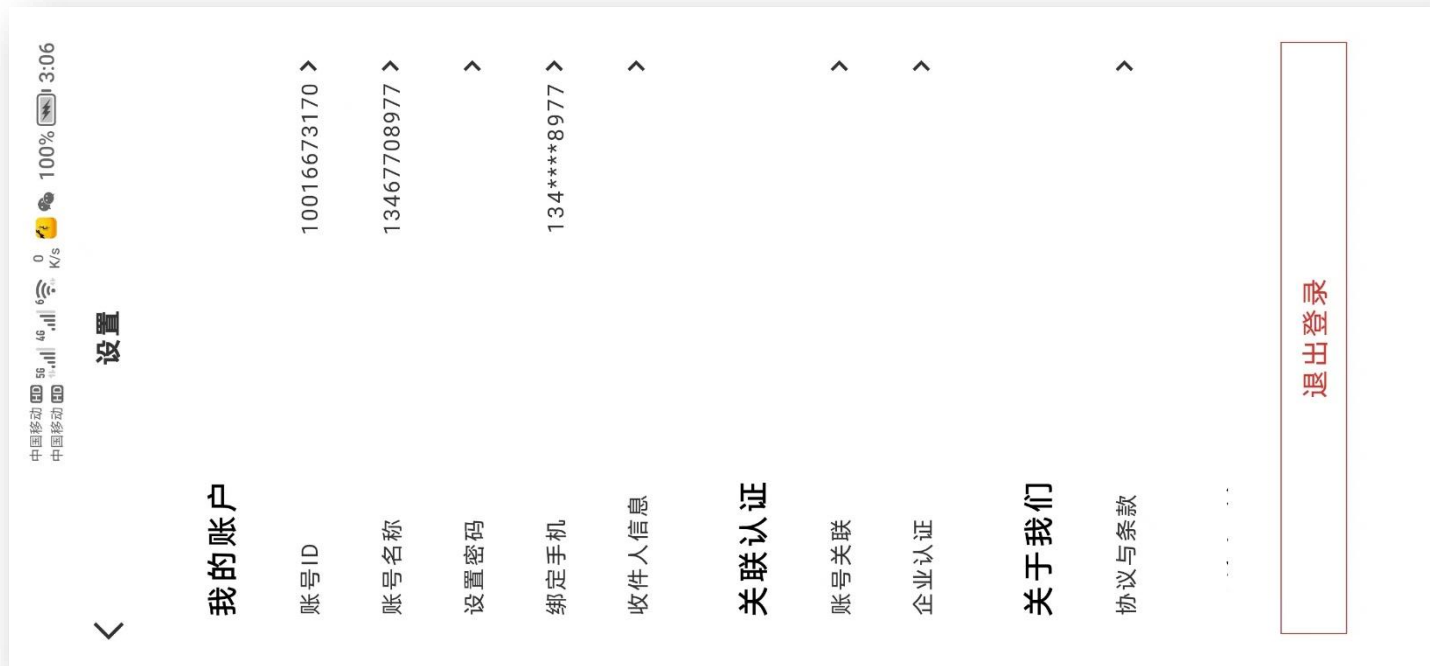 中国移动 HD 5G 4G 6 0 K/s 100% 3:06
中国移动 HD
设置
我的账户
账号ID 10016673170
账号名称 13467708977
设置密码
绑定手机 134****8977
收件人信息
关联认证
账号关联
企业认证
关于我们
协议与条款
退出登录